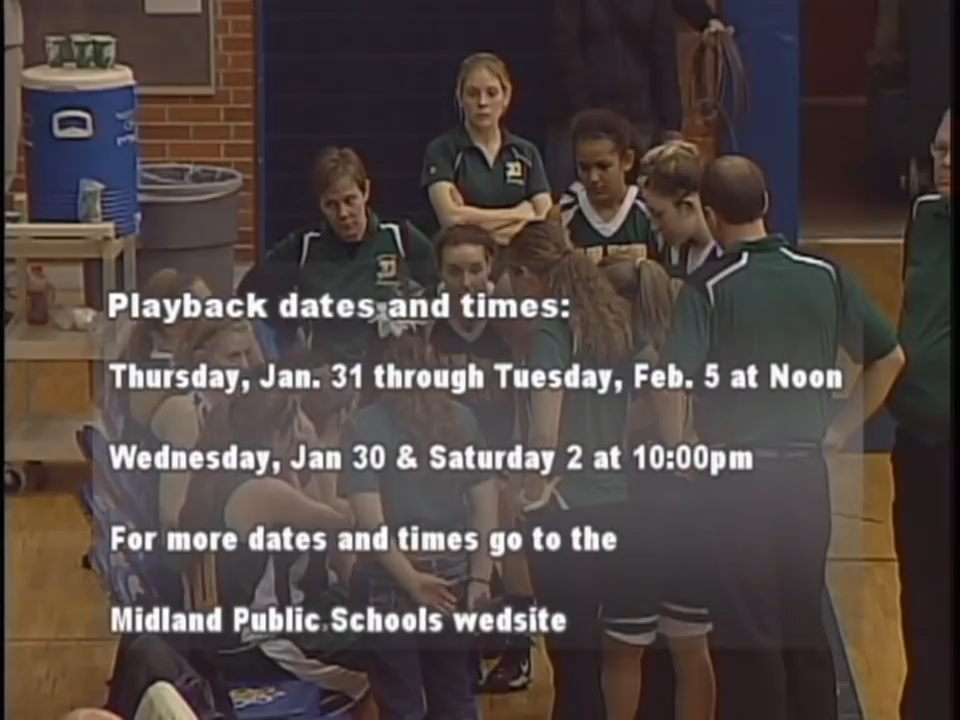 Playback dates and times:
Thursday, Jan. 31 through Tuesday, Feb. 5 at Noon
Wednesday, Jan 30 & Saturday 2 at 10:00pm
For more dates and times go to the
Midland Public Schools wedsite